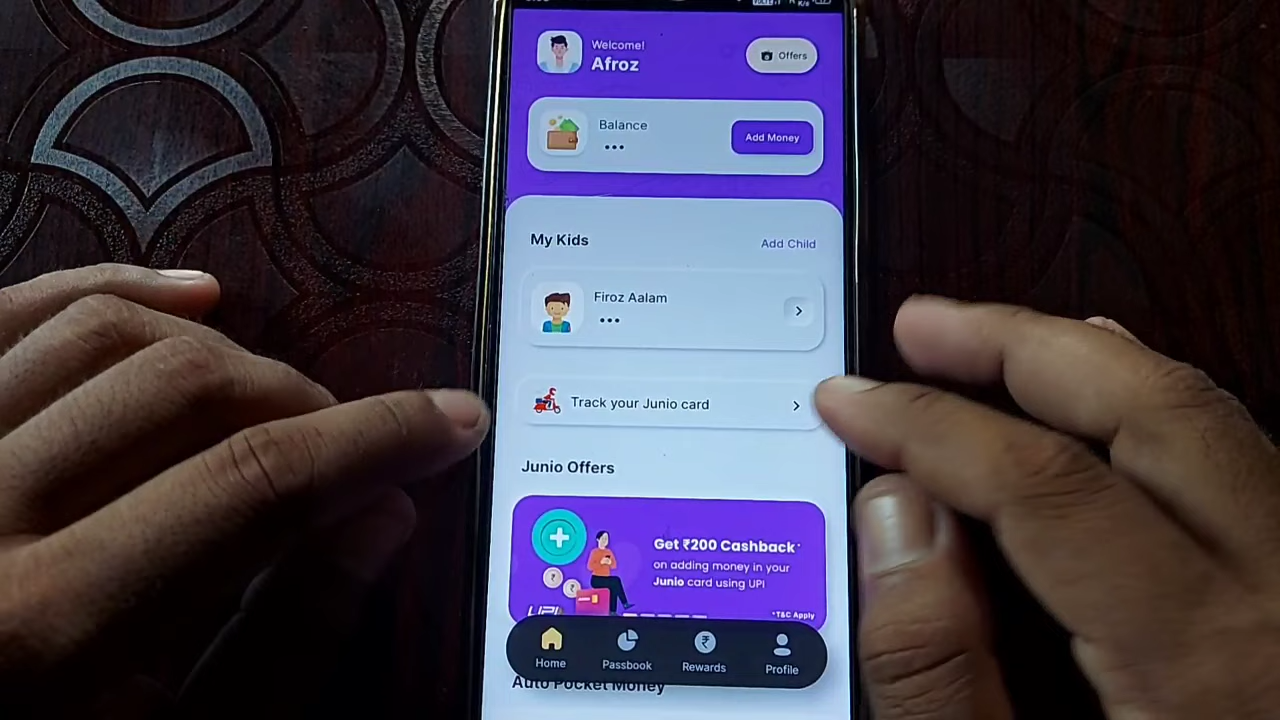 Welcome!
Afroz
Offers
Balance
•••
Add Money
My Kids
Add Child
Firoz Aalam
•••
Track your Junio card
Junio Offers
Get ₹200 Cashback*
on adding money in your
Junio card using UPI
UPI
*T&C Apply
Home
Passbook
Rewards
Profile
Auto Pocket Money